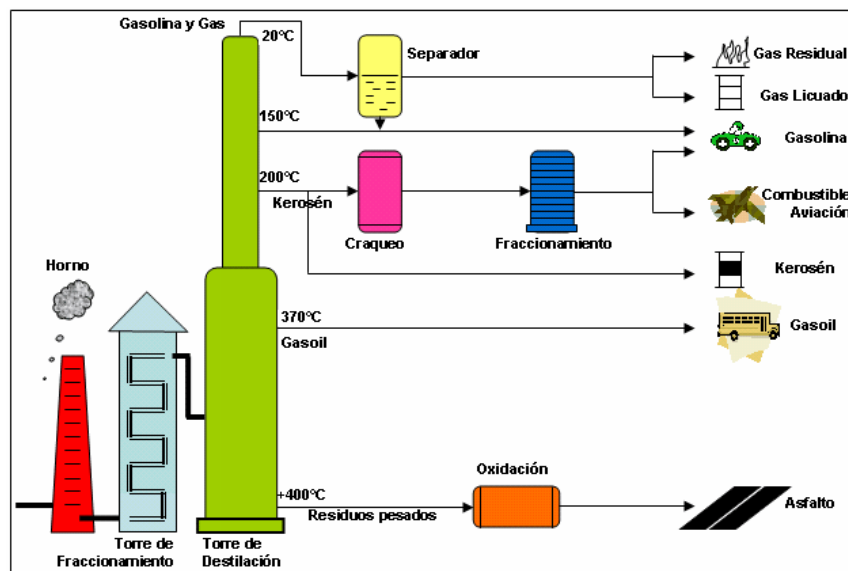 Gasolina y Gas
20°C
Separador
Gas Residual
Gas Licuado
150°C
Gasolina
200°C
Kerosén
Craqueo
Fraccionamiento
Combustible
Aviación
Kerosén
Horno
370°C
Gasoil
Gasoil
+400°C
Residuos pesados
Oxidación
Asfalto
Torre de
Fraccionamiento
Torre de
Destilación